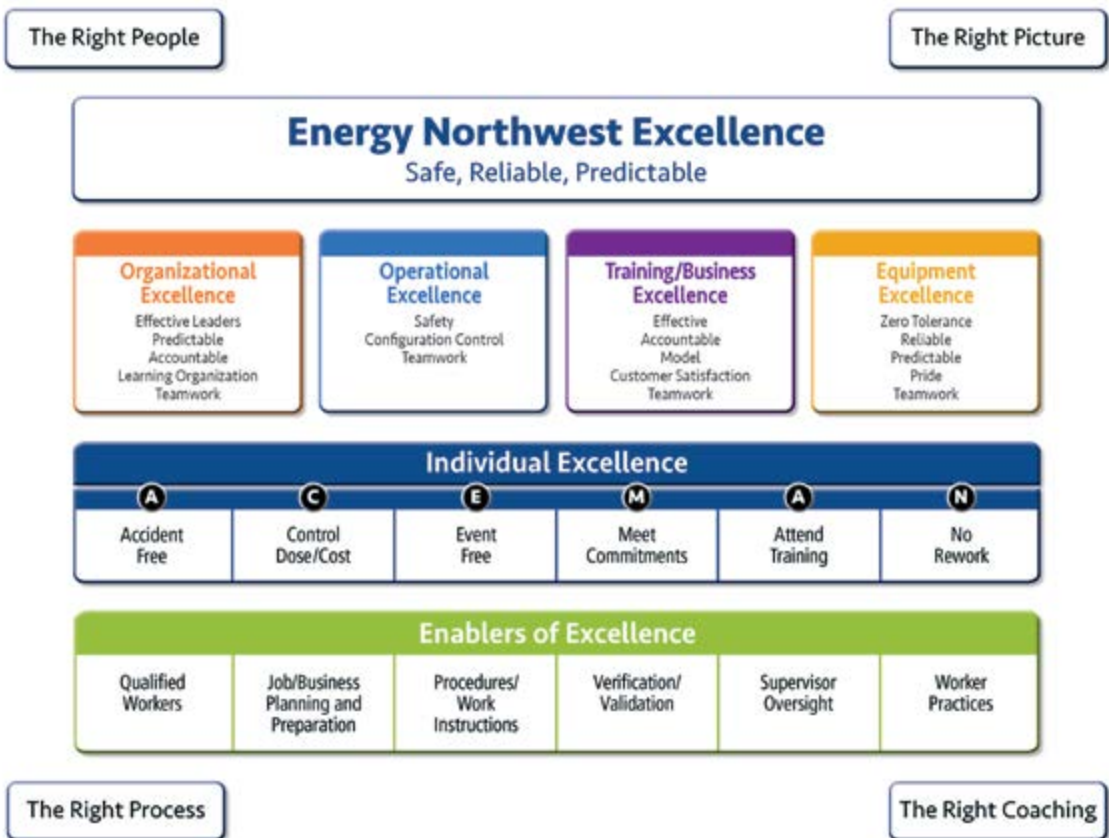 The Right People
The Right Picture
Energy Northwest Excellence
Safe, Reliable, Predictable
Organizational
Excellence
Effective Leaders
Predictable
Accountable
Learning Organization
Teamwork
Operational
Excellence
Safety
Configuration Control
Teamwork
Training/Business
Excellence
Effective
Accountable
Model
Customer Satisfaction
Teamwork
Equipment
Excellence
Zero Tolerance
Reliable
Predictable
Pride
Teamwork
Individual Excellence
A
Accident
Free
C
Control
Dose/Cost
E
Event
Free
M
Meet
Commitments
A
Attend
Training
N
No
Rework
Enablers of Excellence
Qualified
Workers
Job/Business
Planning and
Preparation
Procedures/
Work
Instructions
Verification/
Validation
Supervisor
Oversight
Worker
Practices
The Right Process
The Right Coaching